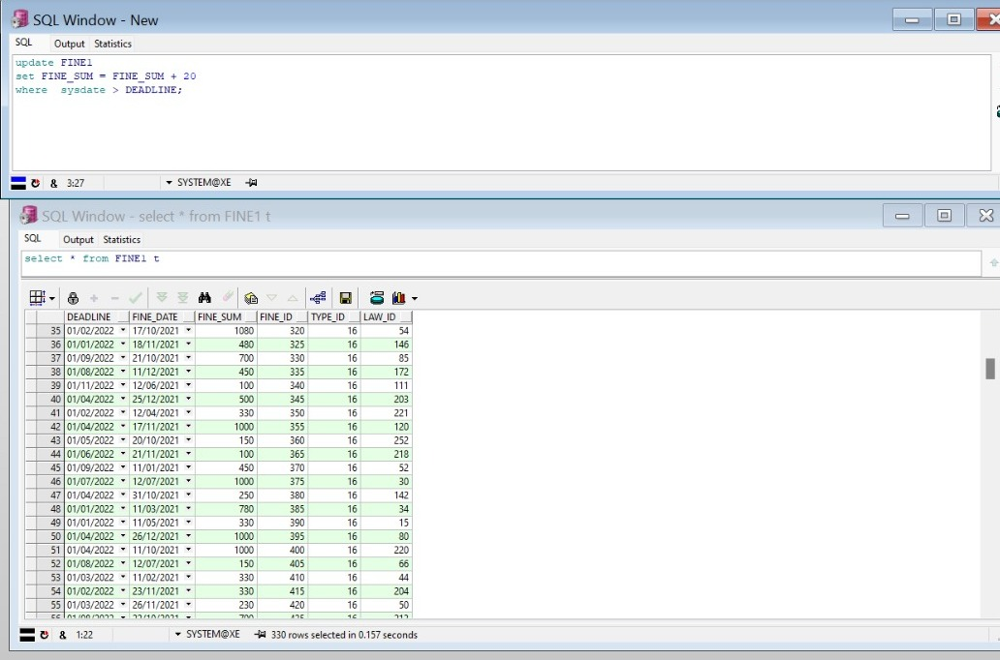 SQL Window - New
SQL Output Statistics
update FINE1
set FINE_SUM = FINE_SUM + 20
where sysdate > DEADLINE;
& 3:27 SYSTEM@XE
SQL Window - select * from FINE1 t
SQL Output Statistics
select * from FINE1 t
DEADLINE FINE_DATE FINE_SUM FINE_ID TYPE_ID LAW_ID
35 01/02/2022 17/10/2021 1080 320 16 54
36 01/01/2022 18/11/2021 480 325 16 146
37 01/09/2022 21/10/2021 700 330 16 85
38 01/08/2022 11/12/2021 450 335 16 172
39 01/11/2022 12/06/2021 100 340 16 111
40 01/04/2022 25/12/2021 500 345 16 203
41 01/02/2022 12/04/2021 330 350 16 221
42 01/04/2022 17/11/2021 1000 355 16 120
43 01/05/2022 20/10/2021 150 360 16 252
44 01/06/2022 21/11/2021 100 365 16 218
45 01/09/2022 11/01/2021 450 370 16 52
46 01/07/2022 12/07/2021 1000 375 16 30
47 01/04/2022 31/10/2021 250 380 16 142
48 01/01/2022 11/03/2021 780 385 16 34
49 01/01/2022 11/05/2021 330 390 16 15
50 01/04/2022 26/12/2021 1000 395 16 80
51 01/04/2022 11/10/2021 1000 400 16 220
52 01/08/2022 12/07/2021 150 405 16 66
53 01/03/2022 11/02/2021 330 410 16 44
54 01/02/2022 23/11/2021 330 415 16 204
55 01/03/2022 26/11/2021 230 420 16 50
& 1:22 SYSTEM@XE 330 rows selected in 0.157 seconds